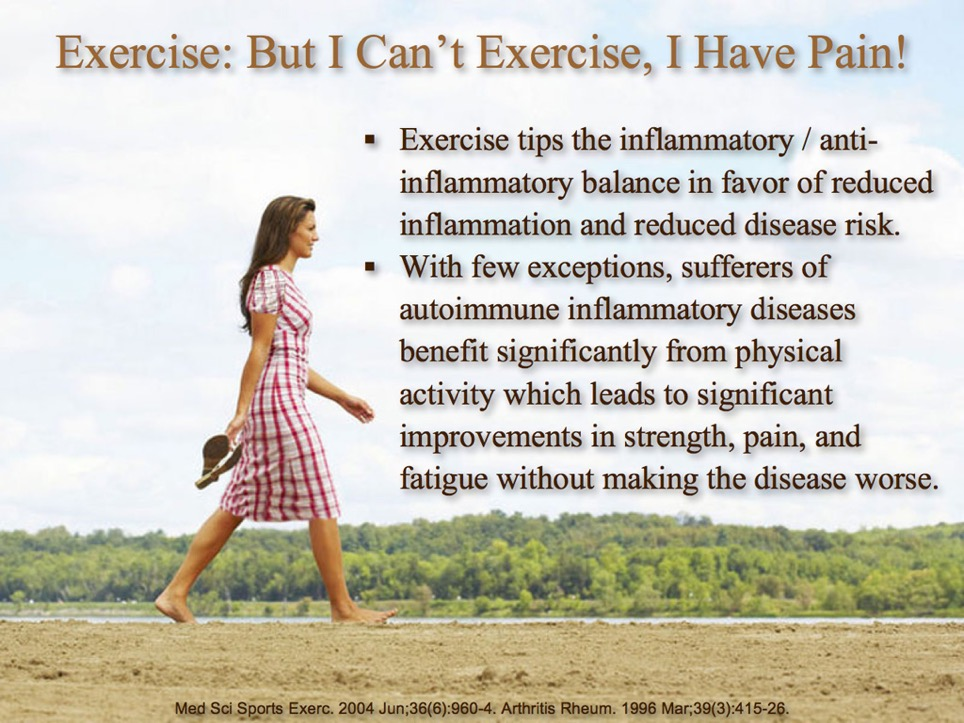 Exercise: But I Can’t Exercise, I Have Pain!
▪ Exercise tips the inflammatory / anti-
inflammatory balance in favor of reduced
inflammation and reduced disease risk.
▪ With few exceptions, sufferers of
autoimmune inflammatory diseases
benefit significantly from physical
activity which leads to significant
improvements in strength, pain, and
fatigue without making the disease worse.
Med Sci Sports Exerc. 2004 Jun;36(6):960-4. Arthritis Rheum. 1996 Mar;39(3):415-26.